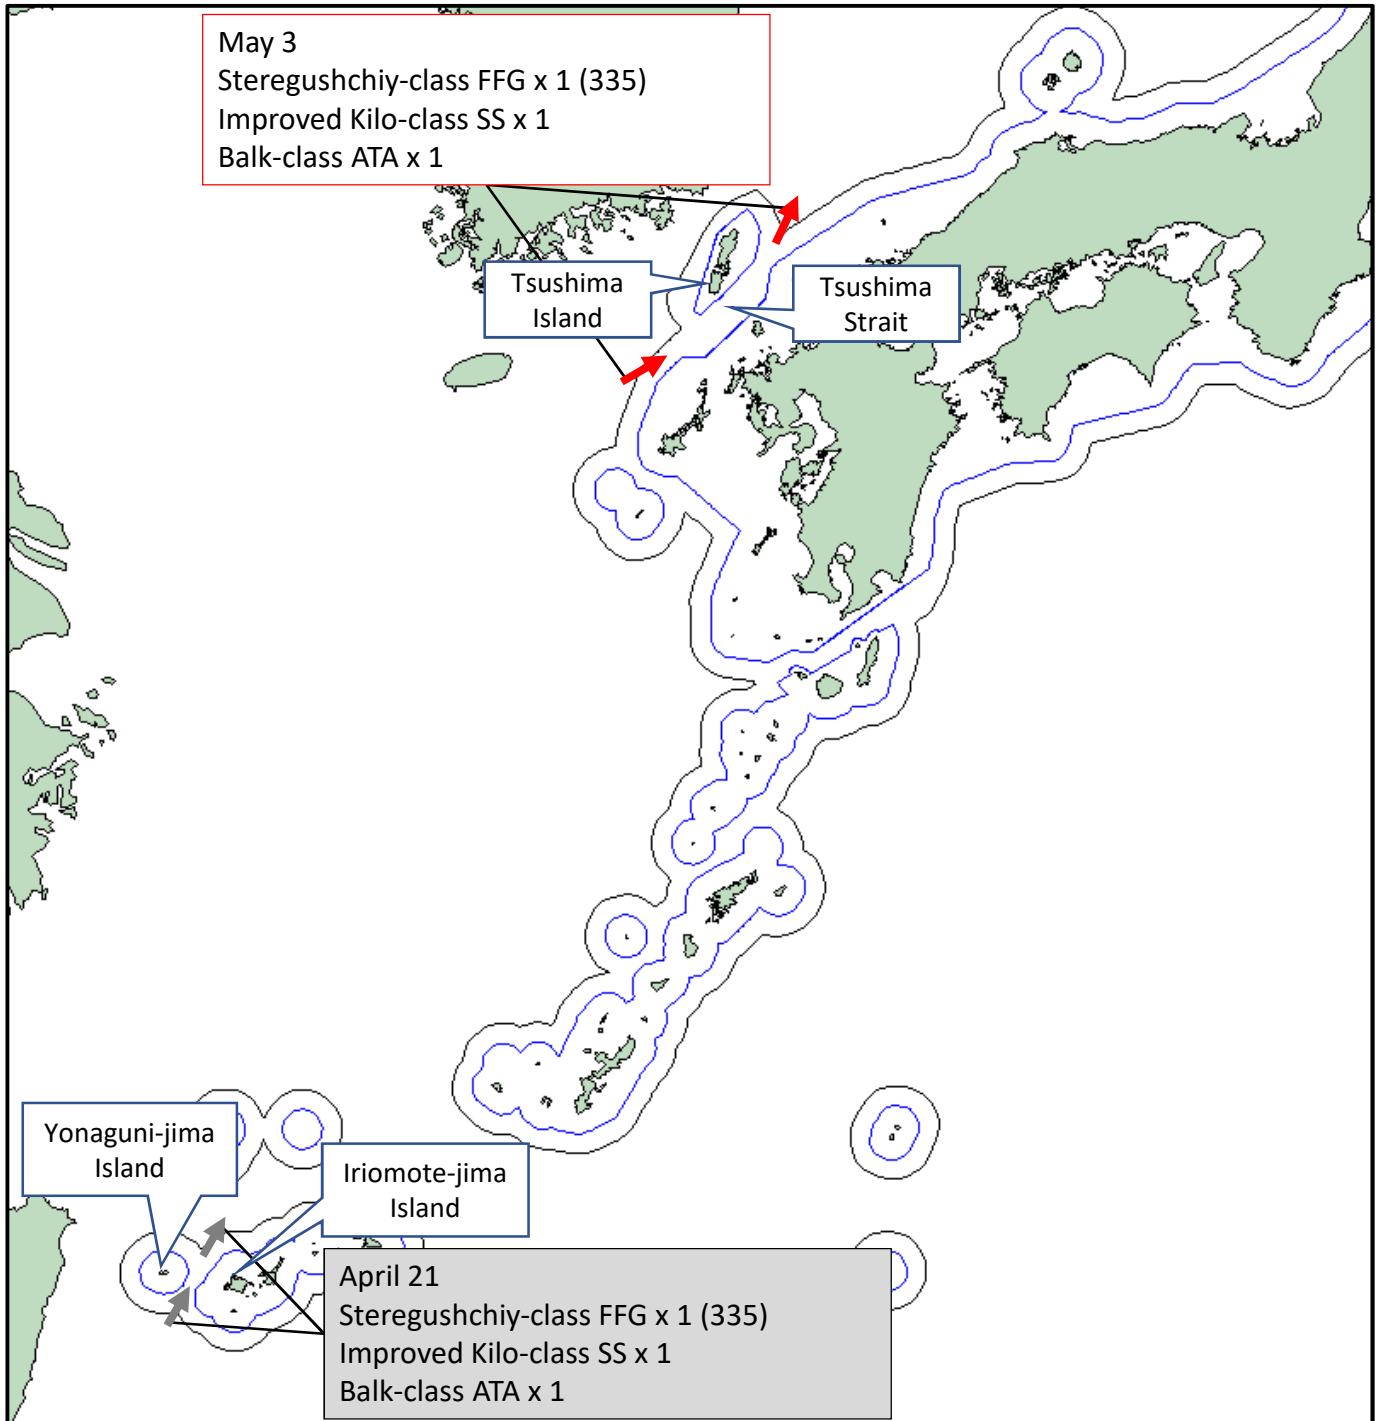 May 3
Steregushchiy-class FFG x 1 (335)
Improved Kilo-class SS x 1
Balk-class ATA x 1
Tsushima
Island
Tsushima
Strait
Yonaguni-jima
Island
Iriomote-jima
Island
April 21
Steregushchiy-class FFG x 1 (335)
Improved Kilo-class SS x 1
Balk-class ATA x 1